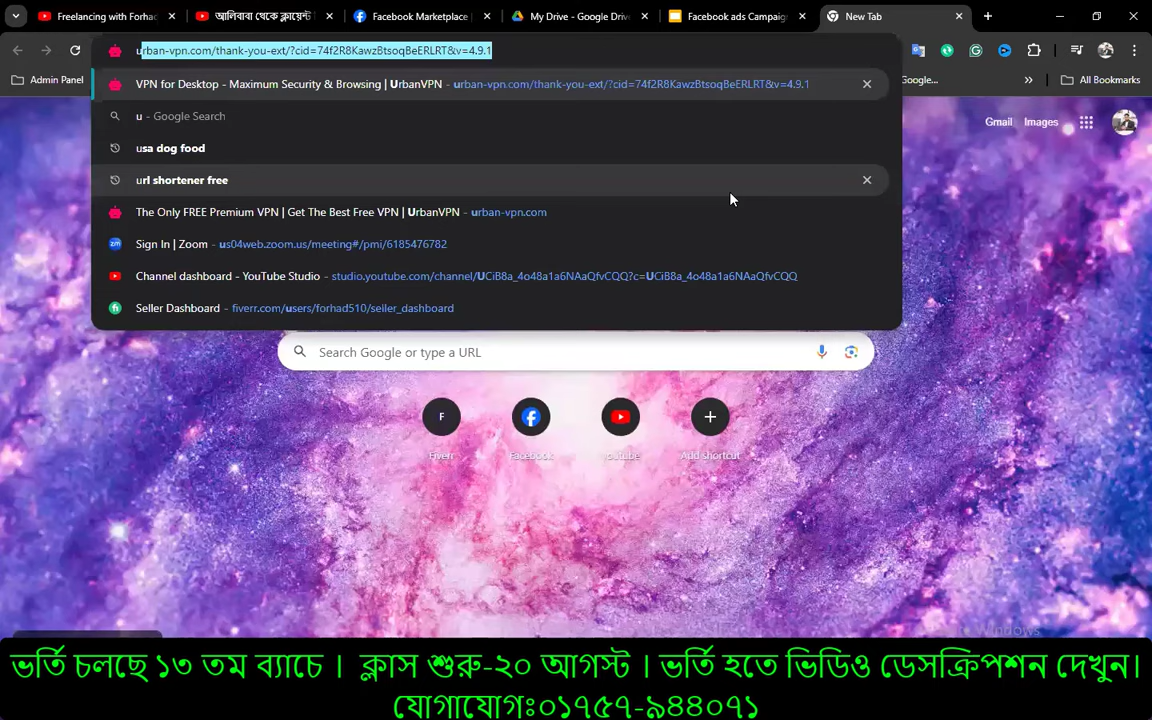 Freelancing with Forhad
আলিবাবা থেকে ক্লায়েন্ট
Facebook Marketplace
My Drive - Google Drive
Facebook ads Campaig
New Tab
urban-vpn.com/thank-you-ext/?cid=74f2R8KawzBtsoqBeERLRT&v=4.9.1
Admin Panel
Google...
All Bookmarks
VPN for Desktop - Maximum Security & Browsing | UrbanVPN - urban-vpn.com/thank-you-ext/?cid=74f2R8KawzBtsoqBeERLRT&v=4.9.1
u - Google Search
usa dog food
url shortener free
The Only FREE Premium VPN | Get The Best Free VPN | UrbanVPN - urban-vpn.com
Sign In | Zoom - us04web.zoom.us/meeting#/pmi/6185476782
Channel dashboard - YouTube Studio - studio.youtube.com/channel/UCiB8a_4o48a1a6NAaQfvCQQ?c=UCiB8a_4o48a1a6NAaQfvCQQ
Seller Dashboard - fiverr.com/users/forhad510/seller_dashboard
Gmail Images
Search Google or type a URL
F
Fiverr Facebook Youtube Add shortcut
Windows
ভর্তি চলছে ১৩ তম ব্যাচে । ক্লাস শুরু-২০ আগস্ট । ভর্তি হতে ভিডিও ডেসক্রিপশন দেখুন।
যোগাযোগঃ০১৭৫৭-৯৪৪০৭১